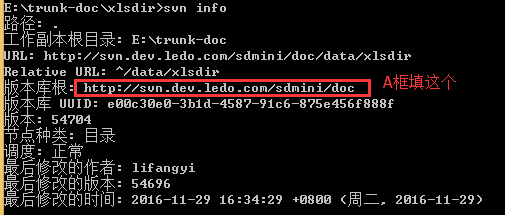 E:\trunk-doc\xlsdir>svn info
路径: .
工作副本根目录: E:\trunk-doc
URL: http://svn.dev.ledo.com/sdmini/doc/data/xlsdir
Relative URL: ^/data/xlsdir
版本库根: http://svn.dev.ledo.com/sdmini/doc A框填这个
版本库 UUID: e00c30e0-3b1d-4587-91c6-875e456f888f
版本: 54704
节点种类: 目录
调度: 正常
最后修改的作者: lifangyi
最后修改的版本: 54696
最后修改的时间: 2016-11-29 16:34:29 +0800 (周二, 2016-11-29)